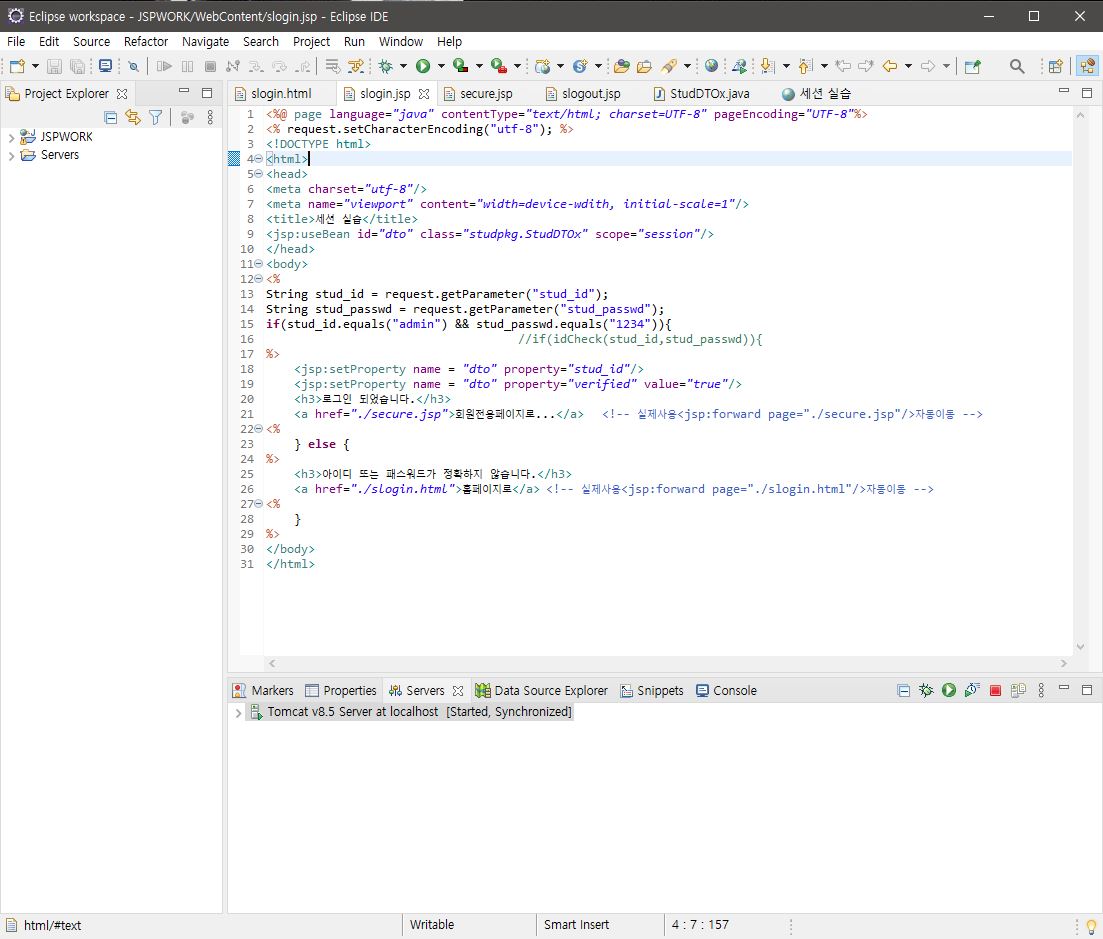 Eclipse workspace - JSPWORK/WebContent/slogin.jsp - Eclipse IDE
File Edit Source Refactor Navigate Search Project Run Window Help
Project Explorer
slogin.html slogin.jsp secure.jsp slogout.jsp StudDTOx.java 세션 실습
JSPWORK
Servers
1 <%@ page language="java" contentType="text/html; charset=UTF-8" pageEncoding="UTF-8"%>
2 <% request.setCharacterEncoding("utf-8"); %>
3 <!DOCTYPE html>
4 <html>
5 <head>
6 <meta charset="utf-8"/>
7 <meta name="viewport" content="width=device-wdith, initial-scale=1"/>
8 <title>세션 실습</title>
9 <jsp:useBean id="dto" class="studpkg.StudDTOx" scope="session"/>
10 </head>
11 <body>
12 <%
13 String stud_id = request.getParameter("stud_id");
14 String stud_passwd = request.getParameter("stud_passwd");
15 if(stud_id.equals("admin") && stud_passwd.equals("1234")){
16 //if(idCheck(stud_id,stud_passwd)){
17 %>
18 <jsp:setProperty name = "dto" property="stud_id"/>
19 <jsp:setProperty name = "dto" property="verified" value="true"/>
20 <h3>로그인 되었습니다.</h3>
21 <a href="./secure.jsp">회원전용페이지로...</a> <!-- 실제사용<jsp:forward page="./secure.jsp"/>자동이동 -->
22 <%
23 } else {
24 %>
25 <h3>아이디 또는 패스워드가 정확하지 않습니다.</h3>
26 <a href="./slogin.html">홈페이지로</a> <!-- 실제사용<jsp:forward page="./slogin.html"/>자동이동 -->
27 <%
28 }
29 %>
30 </body>
31 </html>
Markers Properties Servers Data Source Explorer Snippets Console
Tomcat v8.5 Server at localhost [Started, Synchronized]
html/#text Writable Smart Insert 4 : 7 : 157